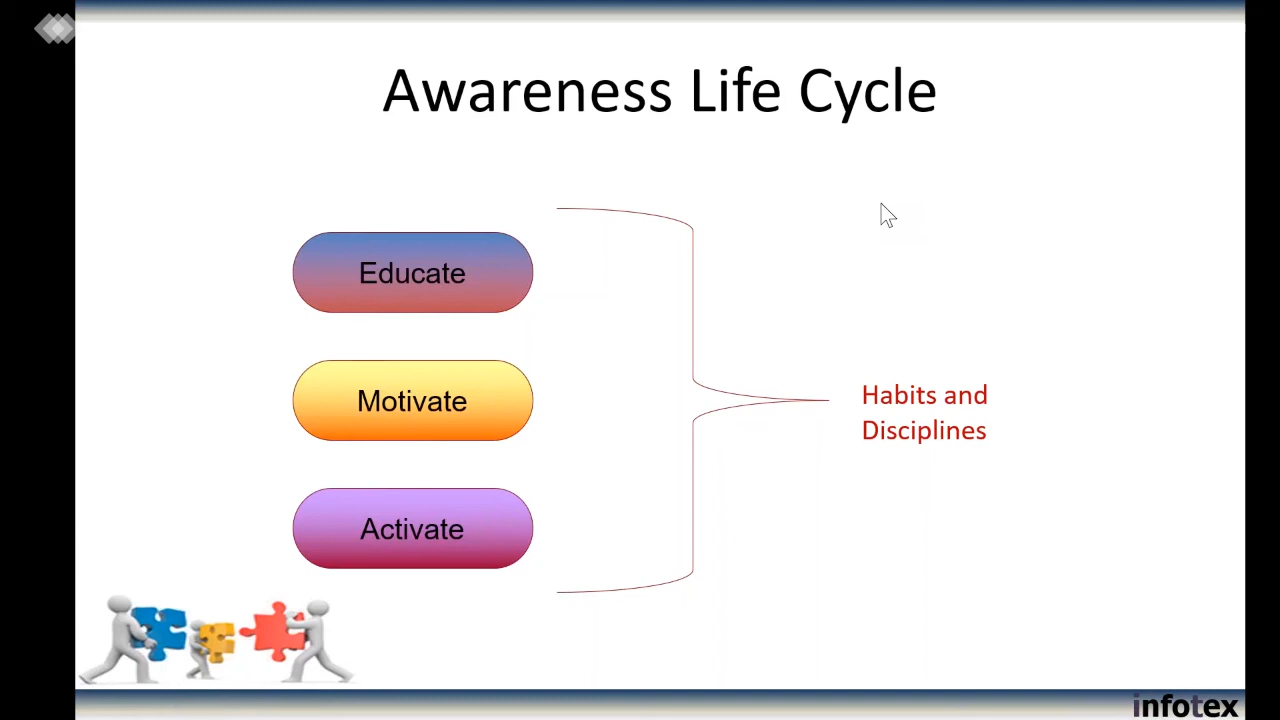 Awareness Life Cycle
Educate
Motivate
Activate
Habits and
Disciplines
infotex